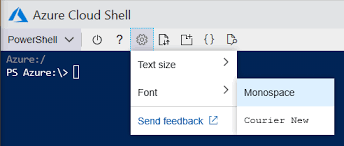 Azure Cloud Shell
PowerShell
?
{}
Azure:/
PS Azure:\>
Text size
Font
Send feedback
Monospace
Courier New